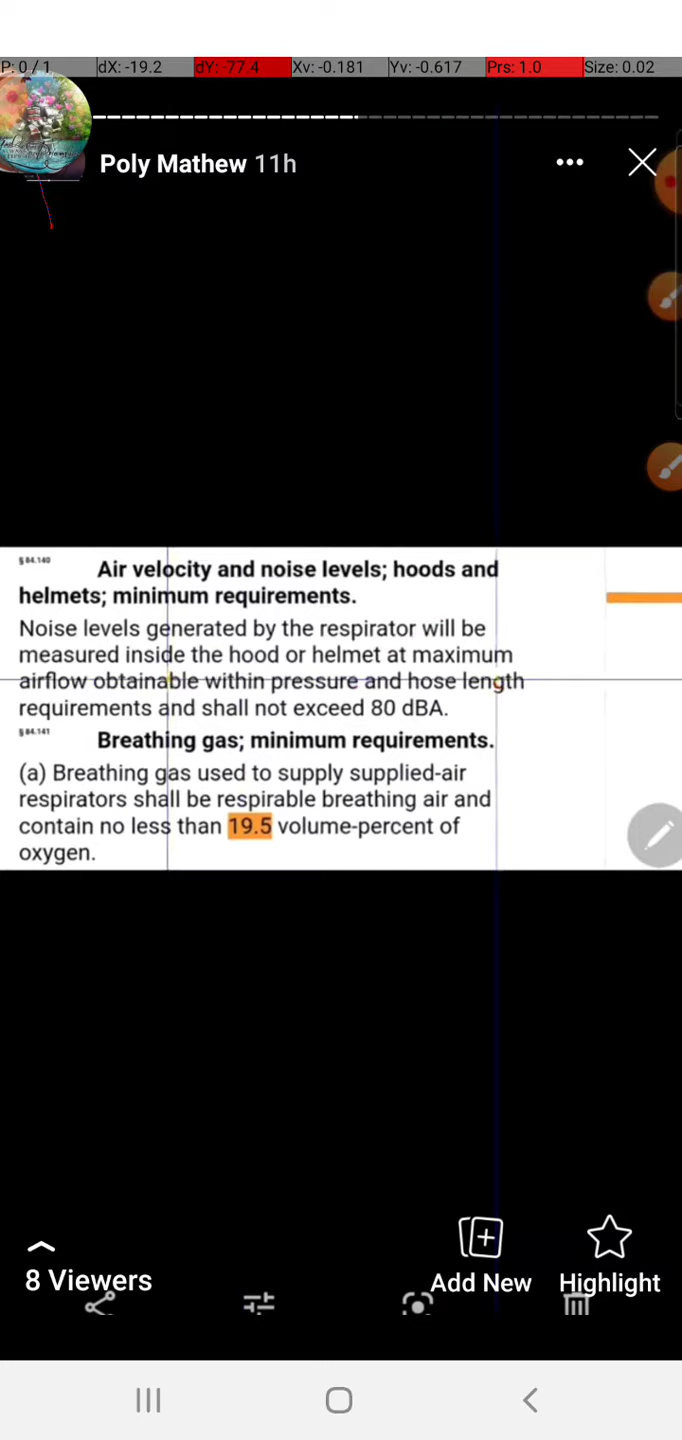 P: 0 / 1 dX: -19.2 dY: -77.4 Xv: -0.181 Yv: -0.617 Prs: 1.0 Size: 0.02
Poly Mathew 11h
§ 84.140 Air velocity and noise levels; hoods and
helmets; minimum requirements.
Noise levels generated by the respirator will be
measured inside the hood or helmet at maximum
airflow obtainable within pressure and hose length
requirements and shall not exceed 80 dBA.
§ 84.141 Breathing gas; minimum requirements.
(a) Breathing gas used to supply supplied-air
respirators shall be respirable breathing air and
contain no less than 19.5 volume-percent of
oxygen.
8 Viewers
Add New
Highlight